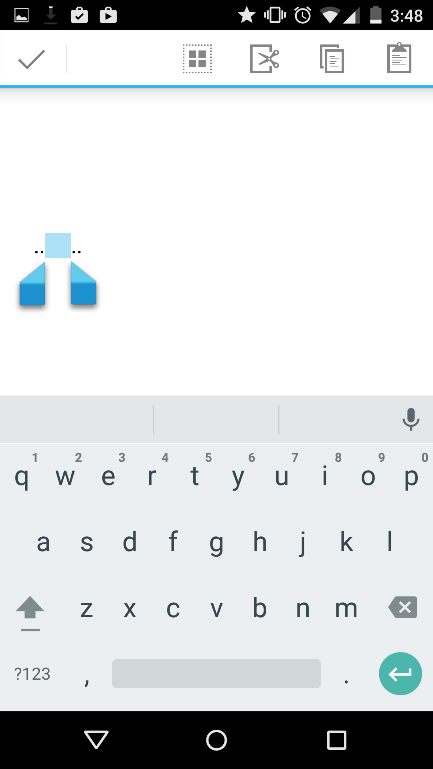 3:48
.. ..
1 2 3 4 5 6 7 8 9 0
q w e r t y u i o p
a s d f g h j k l
z x c v b n m
?123 , .